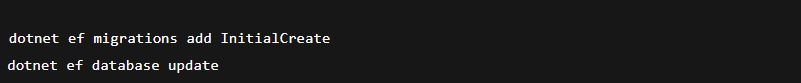 dotnet ef migrations add InitialCreate
dotnet ef database update